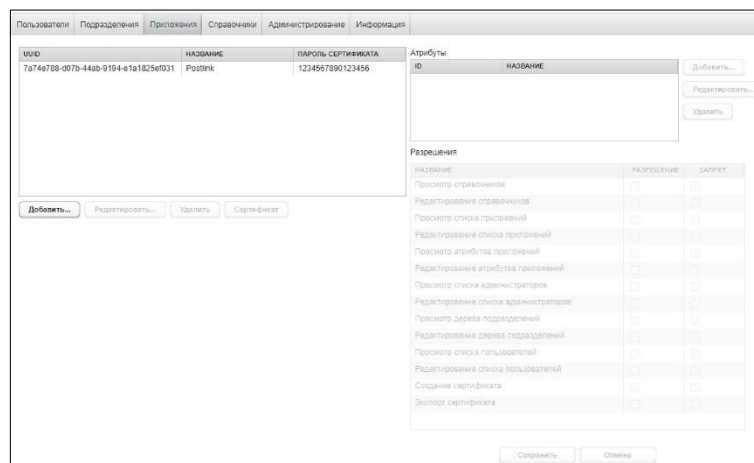 Пользователи Подразделения Приложения Справочники Администрирование Информация
UUID НАЗВАНИЕ ПАРОЛЬ СЕРТИФИКАТА
7a74e788-d07b-44ab-9194-e1a1825ef031 Postlink 1234567890123456
Добавить... Редактировать... Удалить Сертификат
Атрибуты
ID НАЗВАНИЕ
Добавить...
Редактировать...
Удалить
Разрешения
НАЗВАНИЕ РАЗРЕШЕНИЕ ЗАПРЕТ
Просмотр справочников
Редактирование справочников
Просмотр списка приложений
Редактирование списка приложений
Просмотр атрибутов приложений
Редактирование атрибутов приложений
Просмотр списка администраторов
Редактирование списка администраторов
Просмотр дерева подразделений
Редактирование дерева подразделений
Просмотр списка пользователей
Редактирование списка пользователей
Создание сертификата
Экспорт сертификата
Сохранить Отмена